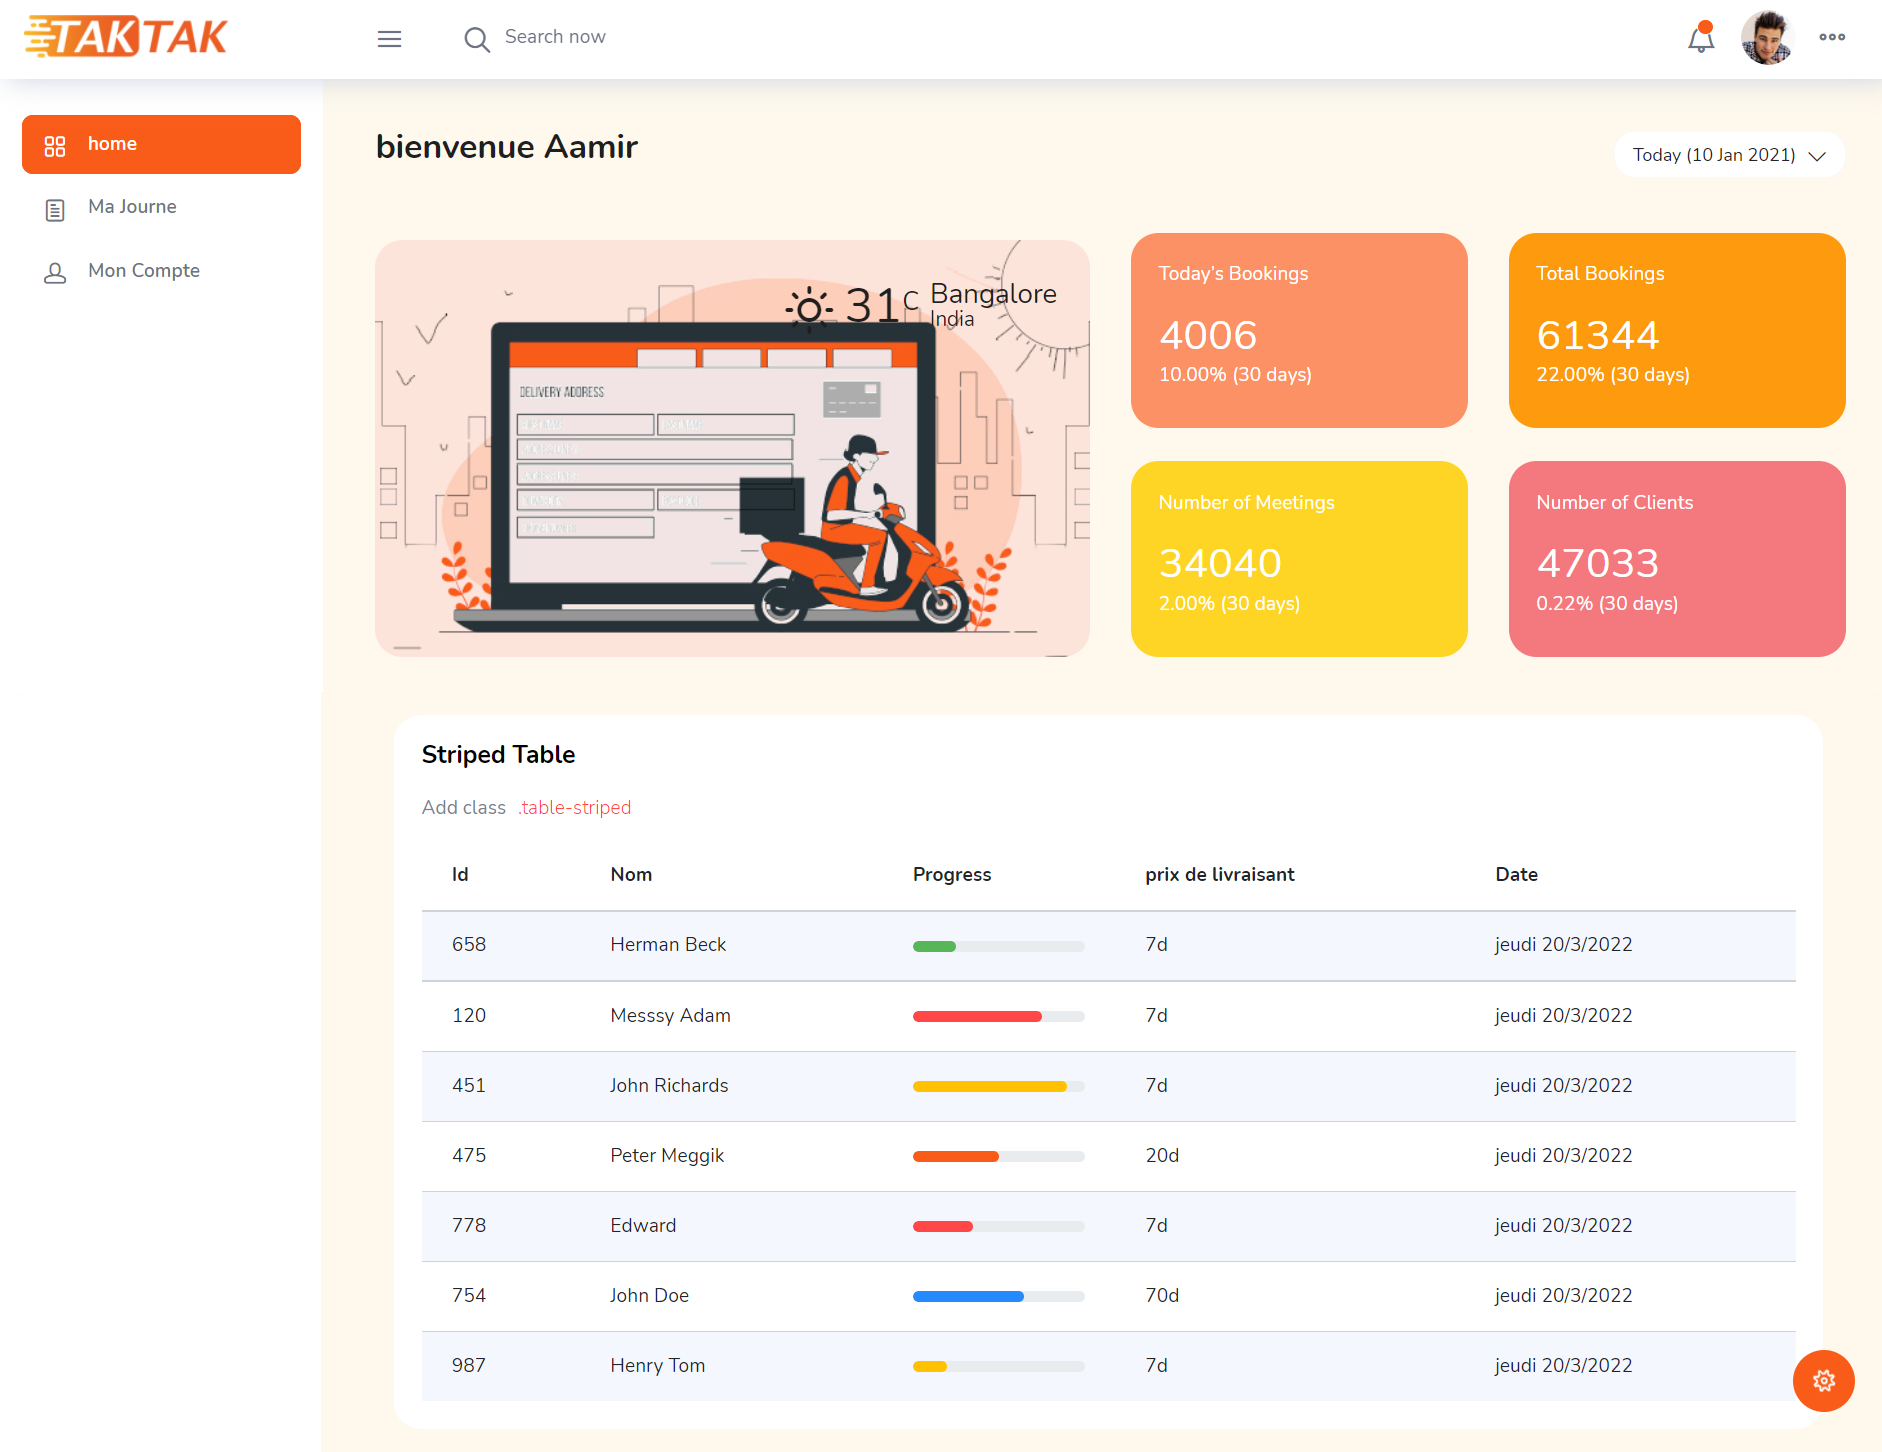 TAKTAK
Search now
home
Ma Journe
Mon Compte
bienvenue Aamir
Today (10 Jan 2021)
31 C Bangalore
India
DELIVERY ADDRESS
Today's Bookings
4006
10.00% (30 days)
Total Bookings
61344
22.00% (30 days)
Number of Meetings
34040
2.00% (30 days)
Number of Clients
47033
0.22% (30 days)
Striped Table
Add class .table-striped
Id Nom Progress prix de livraisant Date
658 Herman Beck 7d jeudi 20/3/2022
120 Messsy Adam 7d jeudi 20/3/2022
451 John Richards 7d jeudi 20/3/2022
475 Peter Meggik 20d jeudi 20/3/2022
778 Edward 7d jeudi 20/3/2022
754 John Doe 70d jeudi 20/3/2022
987 Henry Tom 7d jeudi 20/3/2022